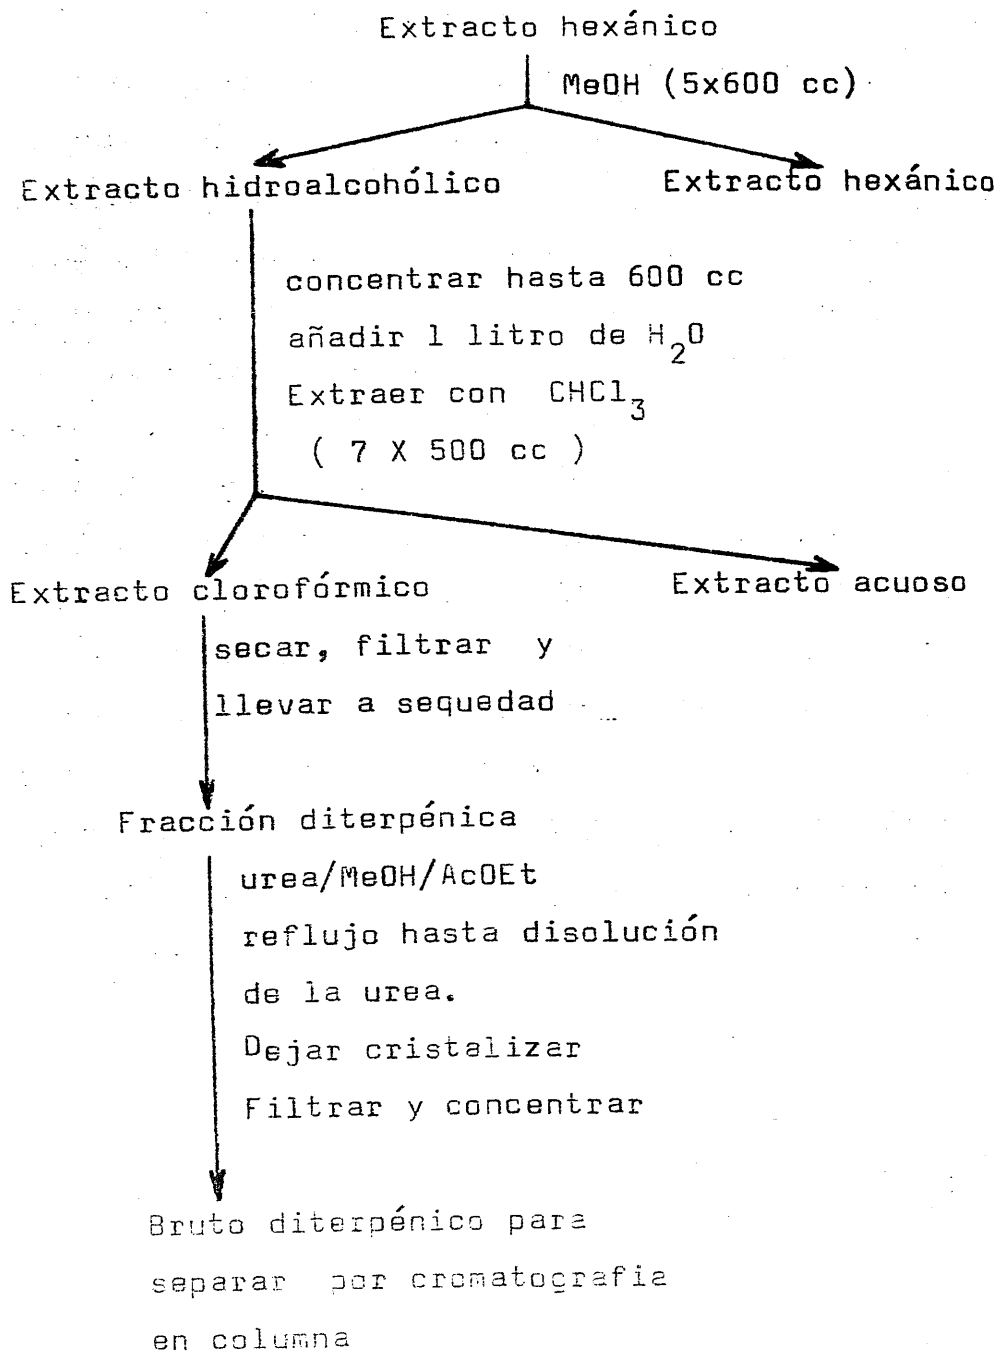 Extracto hexánico
MeOH (5x600 cc)
Extracto hidroalcohólico Extracto hexánico
concentrar hasta 600 cc
añadir 1 litro de H2O
Extraer con CHCl3
( 7 X 500 cc )
Extracto clorofórmico Extracto acuoso
secar, filtrar y
llevar a sequedad
Fracción diterpénica
urea/MeOH/AcOEt
reflujo hasta disolución
de la urea.
Dejar cristalizar
Filtrar y concentrar
Bruto diterpénico para
separar por cromatografia
en columna